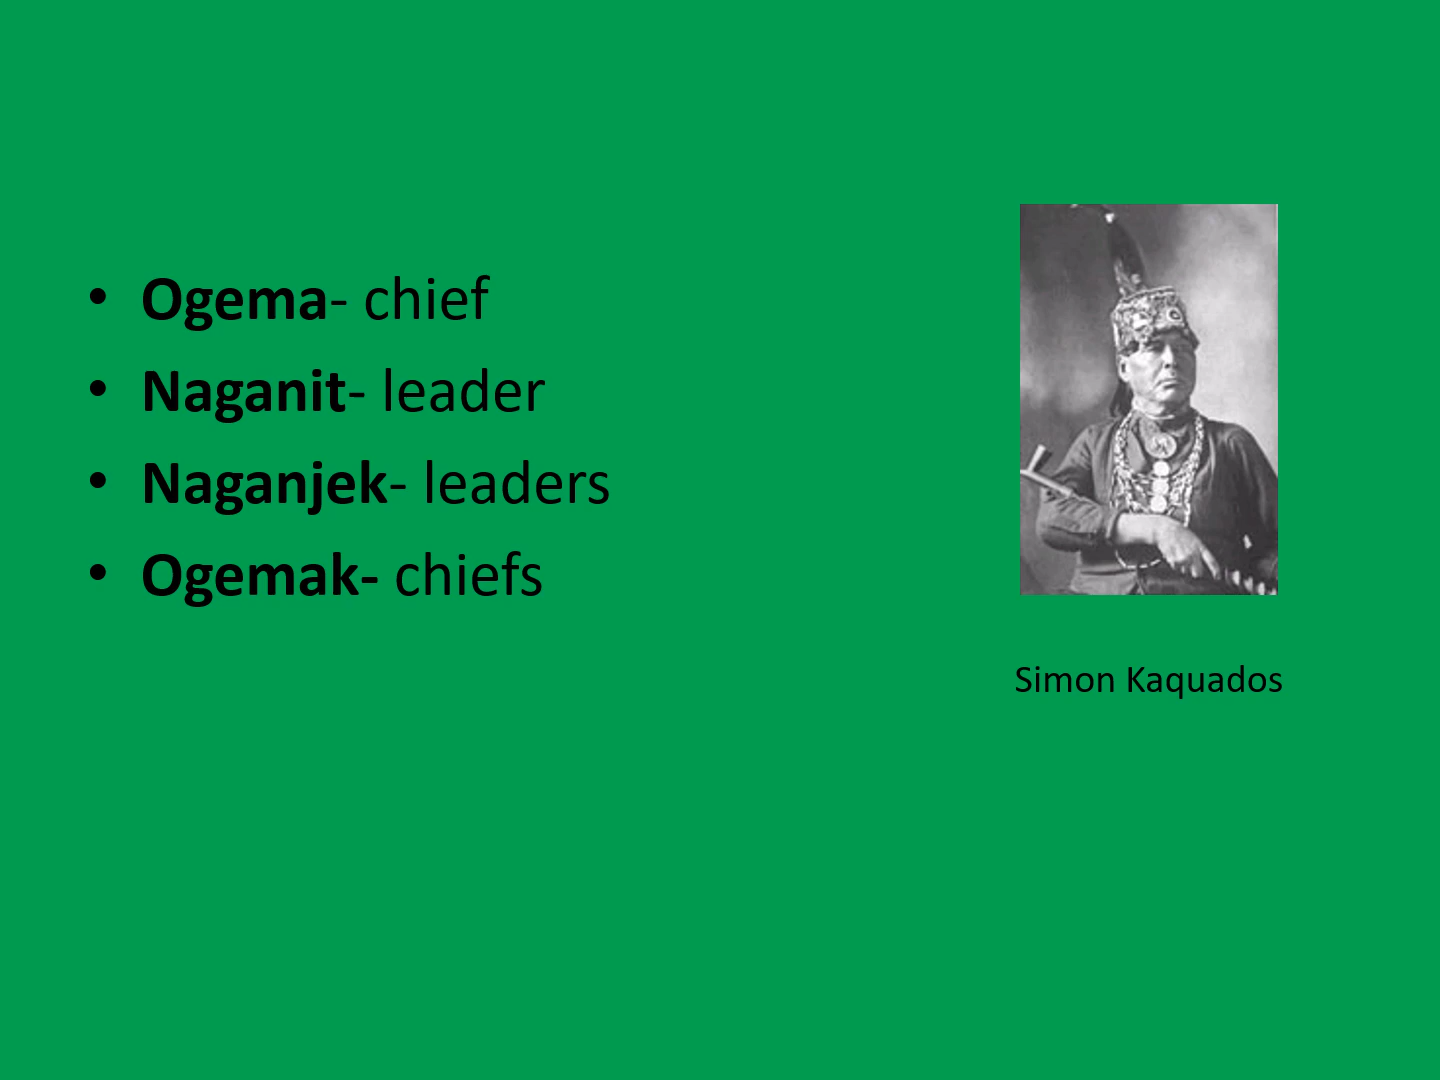 • Ogema- chief
• Naganit- leader
• Naganjek- leaders
• Ogemak- chiefs
Simon Kaquados